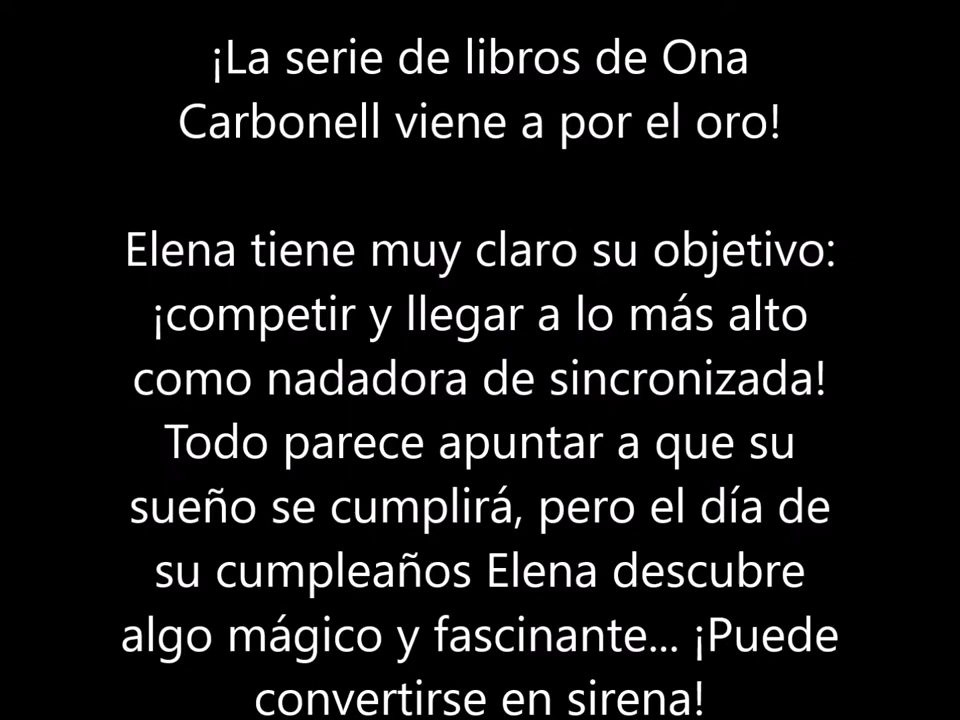 ¡La serie de libros de Ona
Carbonell viene a por el oro!
Elena tiene muy claro su objetivo:
¡competir y llegar a lo más alto
como nadadora de sincronizada!
Todo parece apuntar a que su
sueño se cumplirá, pero el día de
su cumpleaños Elena descubre
algo mágico y fascinante... ¡Puede
convertirse en sirena!